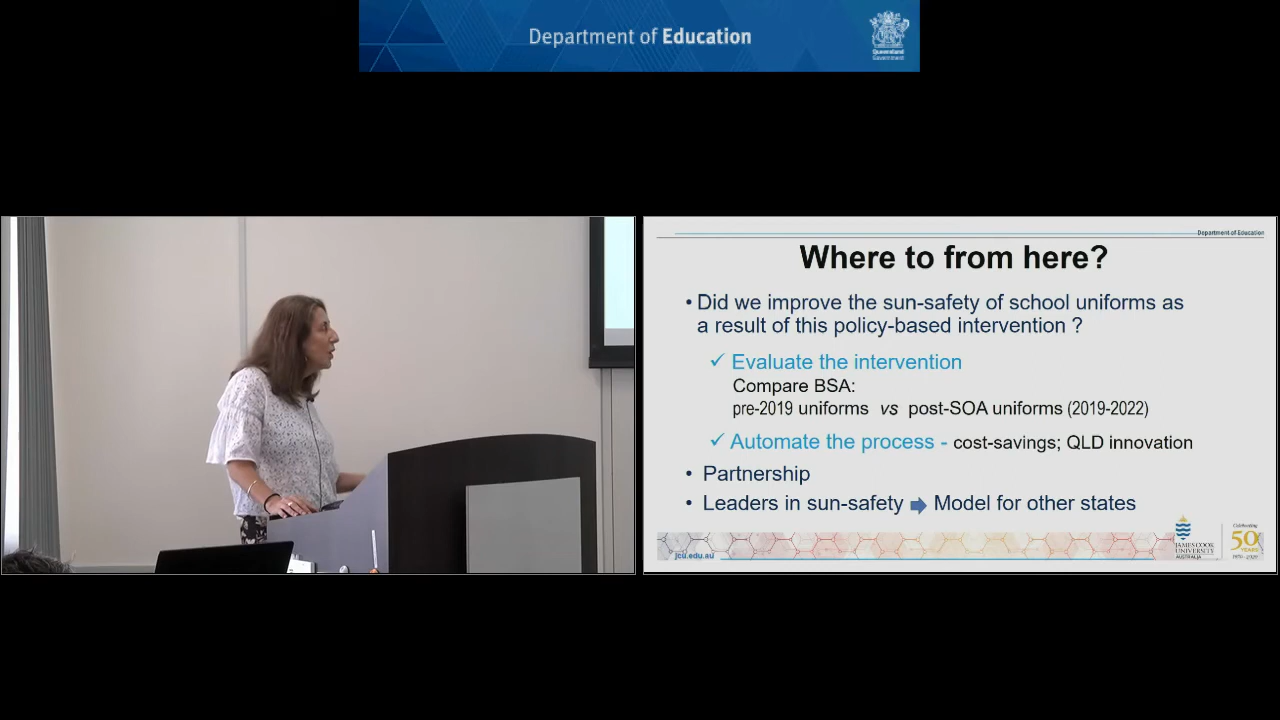 Department of Education
Queensland
Government
Department of Education
Where to from here?
• Did we improve the sun-safety of school uniforms as
a result of this policy-based intervention ?
✓ Evaluate the intervention
Compare BSA:
pre-2019 uniforms vs post-SOA uniforms (2019-2022)
✓ Automate the process - cost-savings; QLD innovation
• Partnership
• Leaders in sun-safety ➡ Model for other states
jcu.edu.au
JAMES COOK
UNIVERSITY
AUSTRALIA
Celebrating
50
YEARS